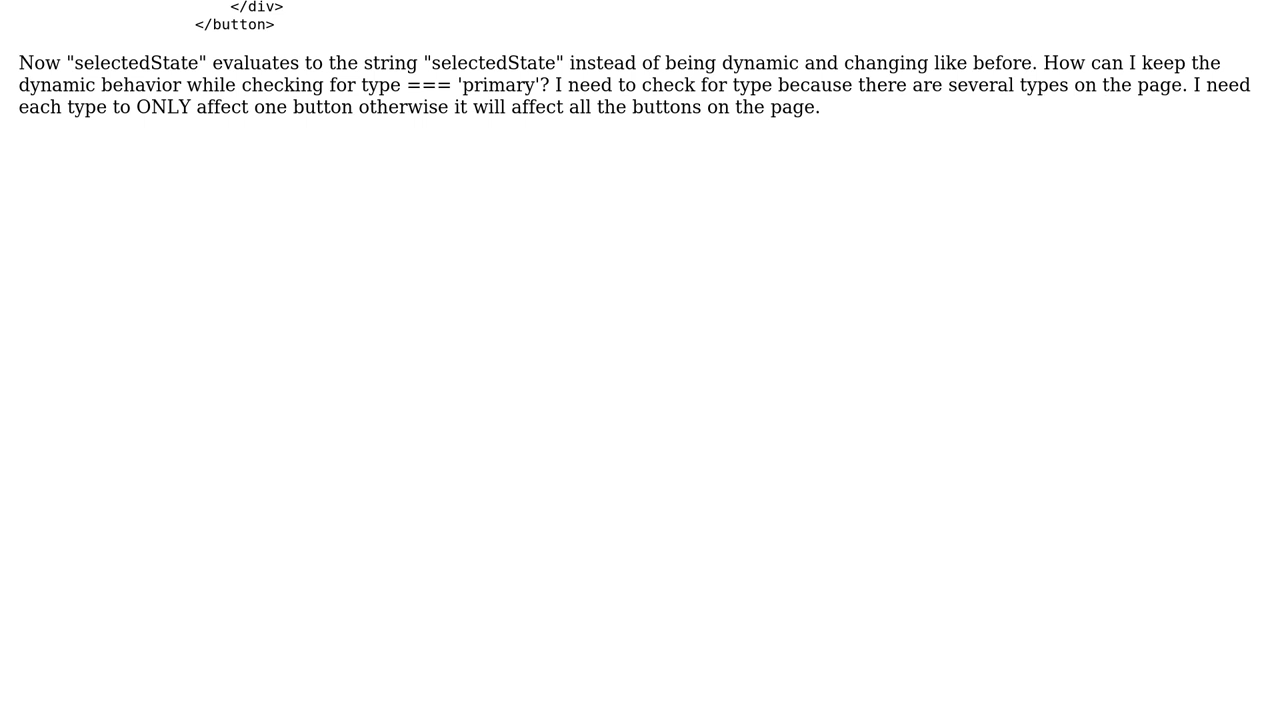 </div>
</button>
Now "selectedState" evaluates to the string "selectedState" instead of being dynamic and changing like before. How can I keep the
dynamic behavior while checking for type === 'primary'? I need to check for type because there are several types on the page. I need
each type to ONLY affect one button otherwise it will affect all the buttons on the page.